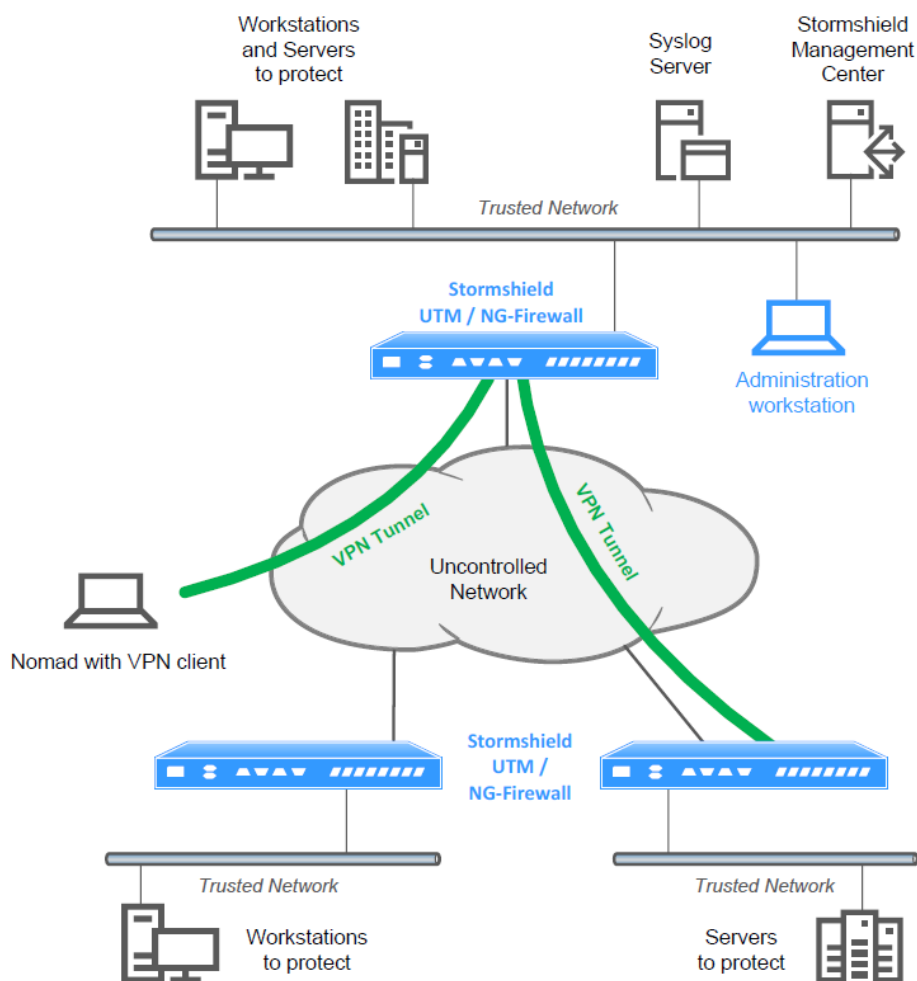 Workstations
and Servers
to protect
Syslog
Server
Stormshield
Management
Center
Trusted Network
Stormshield
UTM / NG-Firewall
Administration
workstation
VPN Tunnel
VPN Tunnel
Uncontrolled
Network
Nomad with VPN client
Stormshield
UTM /
NG-Firewall
Trusted Network
Trusted Network
Workstations
to protect
Servers
to protect